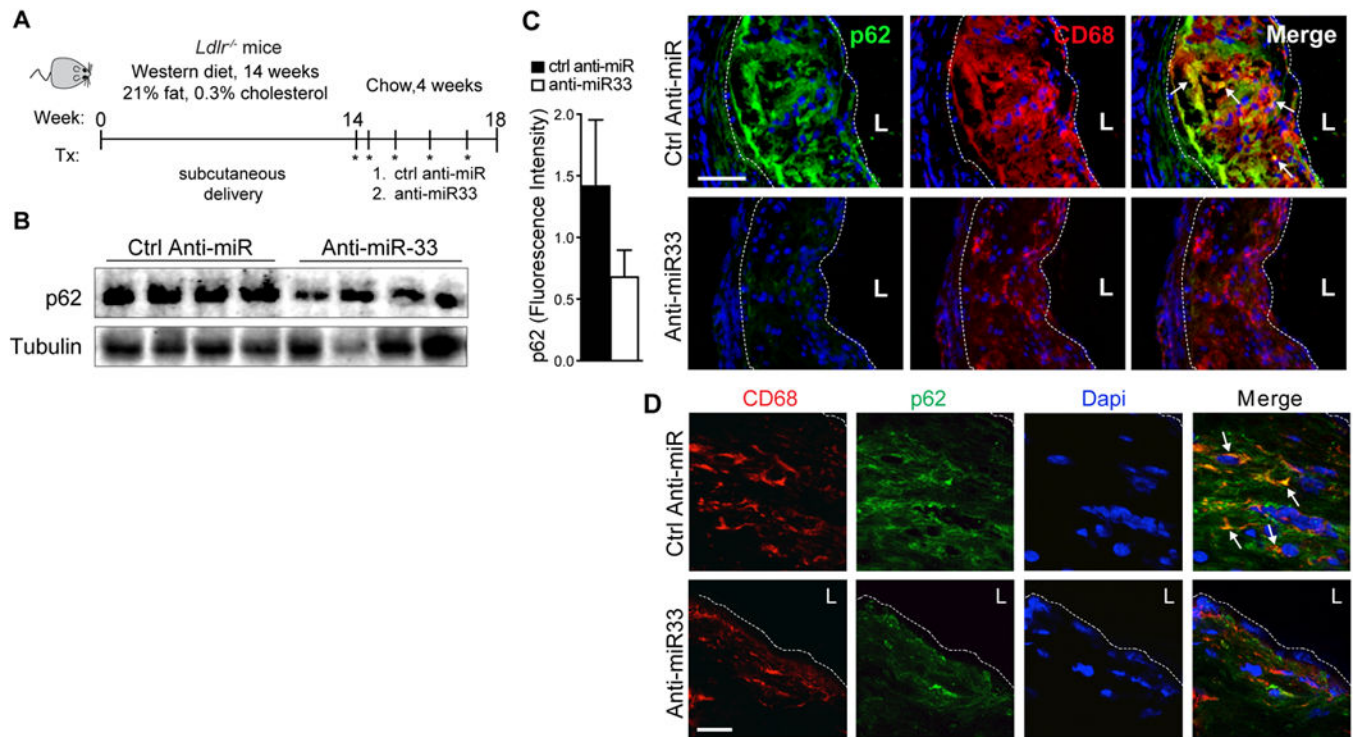 A
Ldlr-/- mice
Western diet, 14 weeks
21% fat, 0.3% cholesterol
Chow,4 weeks
Week: 0 14 18
Tx: * * * * *
subcutaneous
delivery
1. ctrl anti-miR
2. anti-miR33
B
Ctrl Anti-miR Anti-miR-33
p62
Tubulin
C
ctrl anti-miR
anti-miR33
p62 (Fluorescence Intensity)
2.0
1.5
1.0
0.5
0.0
p62 CD68 Merge
Ctrl Anti-miR
L L L
Anti-miR33
L L L
D
CD68 p62 Dapi Merge
Ctrl Anti-miR
Anti-miR33
L L L L